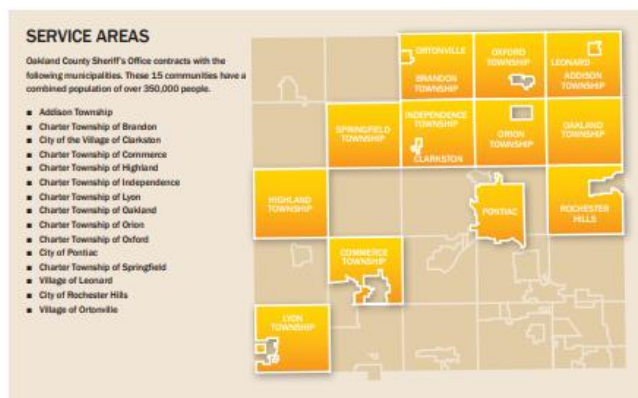 SERVICE AREAS
Oakland County Sheriff's Office contracts with the
following municipalities. These 15 communities have a
combined population of over 350,000 people.
■ Addison Township
■ Charter Township of Brandon
■ City of the Village of Clarkston
■ Charter Township of Commerce
■ Charter Township of Highland
■ Charter Township of Independence
■ Charter Township of Lyon
■ Charter Township of Oakland
■ Charter Township of Orion
■ Charter Township of Oxford
■ City of Pontiac
■ Charter Township of Springfield
■ Village of Leonard
■ City of Rochester Hills
■ Village of Ortonville
ORTONVILLE
BRANDON
TOWNSHIP
OXFORD
TOWNSHIP
LEONARD
ADDISON
TOWNSHIP
SPRINGFIELD
TOWNSHIP
INDEPENDENCE
TOWNSHIP
CLARKSTON
ORION
TOWNSHIP
OAKLAND
TOWNSHIP
HIGHLAND
TOWNSHIP
PONTIAC
ROCHESTER
HILLS
COMMERCE
TOWNSHIP
LYON
TOWNSHIP